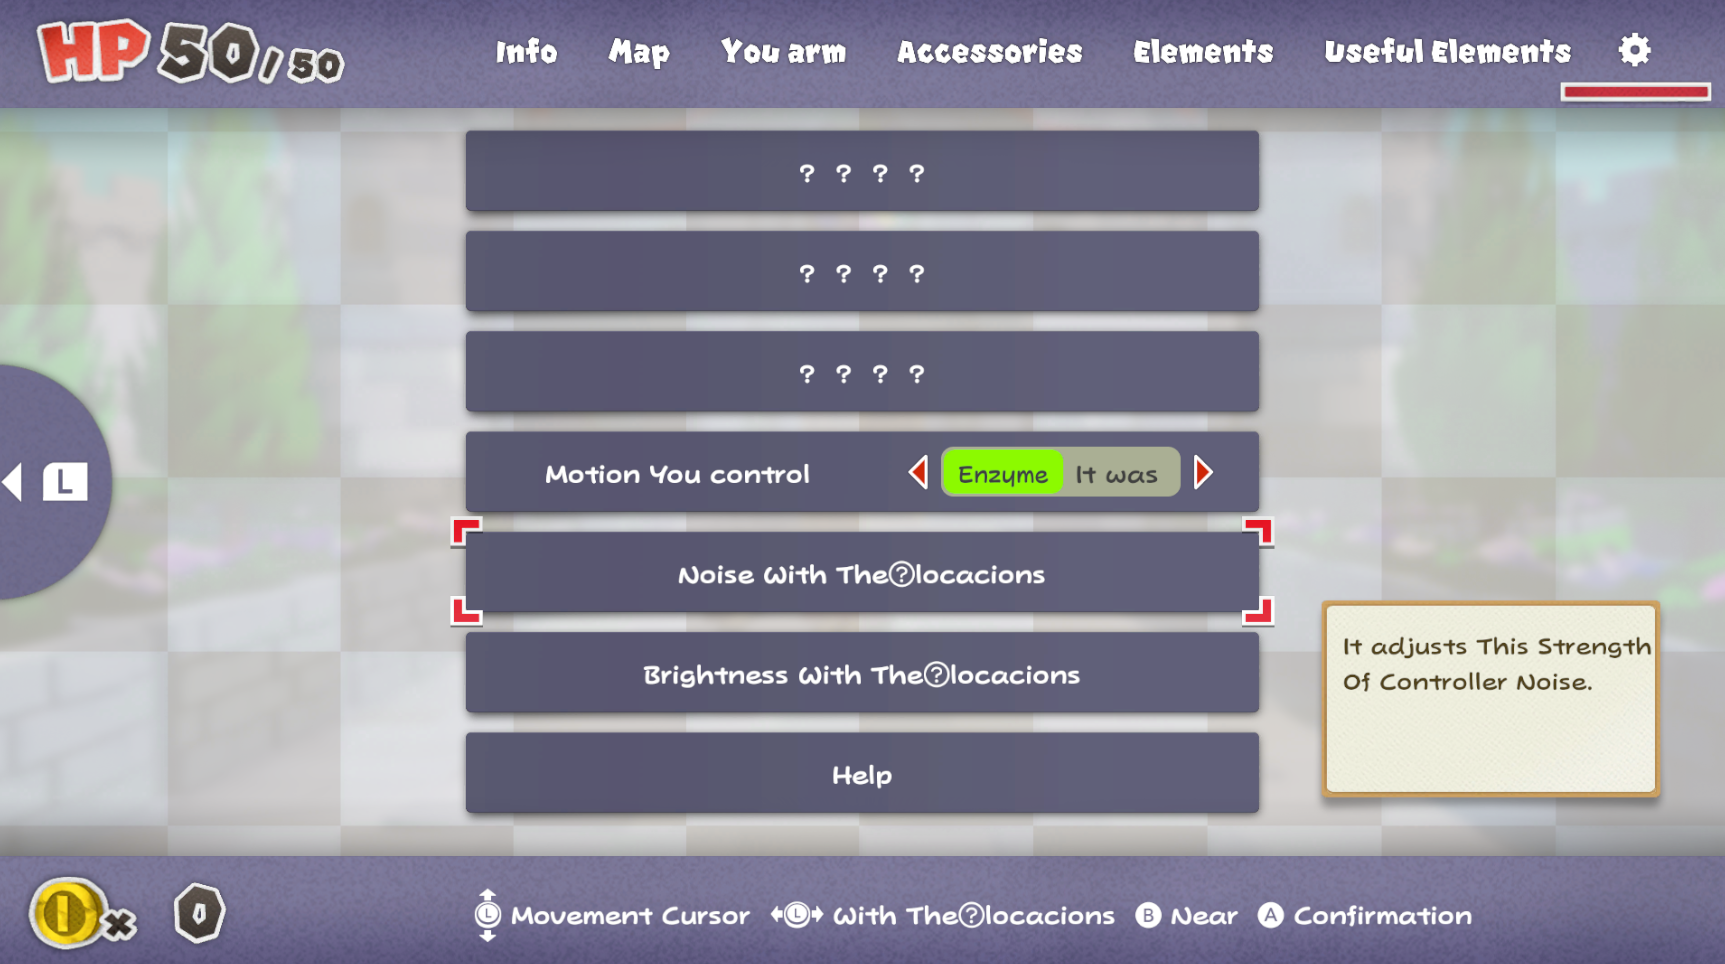 HP 50/50
Info Map You arm Accessories Elements Useful Elements
? ? ? ?
? ? ? ?
? ? ? ?
L
Motion You control Enzyme It was
Noise With The?locacions
Brightness With The?locacions
Help
It adjusts This Strength
Of Controller Noise.
× 0
L Movement Cursor L With The?locacions B Near A Confirmation